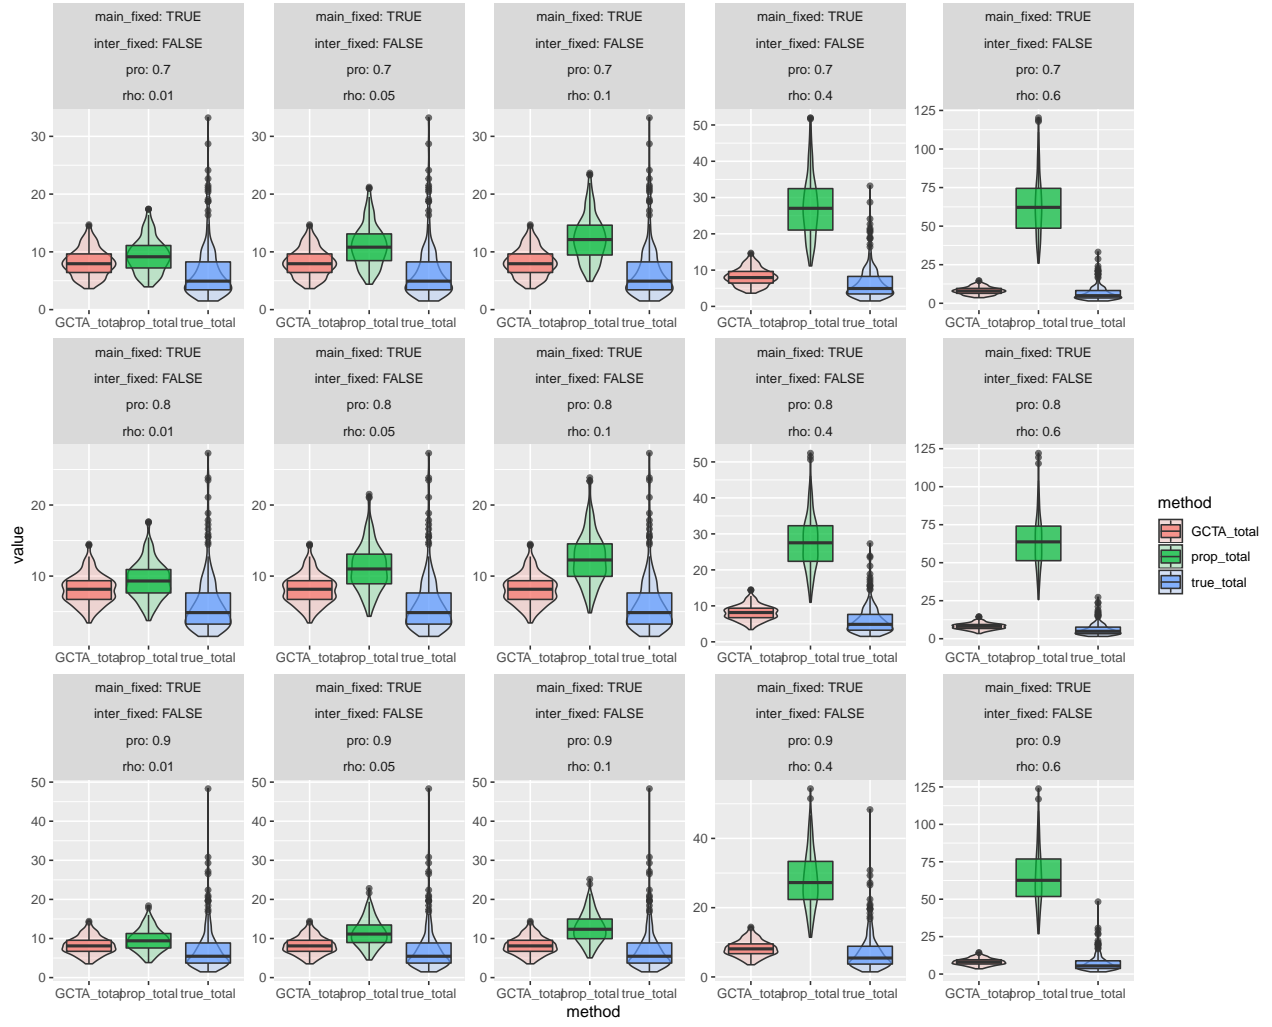 main_fixed: TRUE
inter_fixed: FALSE
pro: 0.7
rho: 0.01
main_fixed: TRUE
inter_fixed: FALSE
pro: 0.7
rho: 0.05
main_fixed: TRUE
inter_fixed: FALSE
pro: 0.7
rho: 0.1
main_fixed: TRUE
inter_fixed: FALSE
pro: 0.7
rho: 0.4
main_fixed: TRUE
inter_fixed: FALSE
pro: 0.7
rho: 0.6
30
20
10
0
30
20
10
0
30
20
10
0
50
40
30
20
10
0
125
100
75
50
25
0
GCTA_total prop_total true_total
GCTA_total prop_total true_total
GCTA_total prop_total true_total
GCTA_total prop_total true_total
GCTA_total prop_total true_total
main_fixed: TRUE
inter_fixed: FALSE
pro: 0.8
rho: 0.01
main_fixed: TRUE
inter_fixed: FALSE
pro: 0.8
rho: 0.05
main_fixed: TRUE
inter_fixed: FALSE
pro: 0.8
rho: 0.1
main_fixed: TRUE
inter_fixed: FALSE
pro: 0.8
rho: 0.4
main_fixed: TRUE
inter_fixed: FALSE
pro: 0.8
rho: 0.6
value
20
10
20
10
20
10
50
40
30
20
10
0
125
100
75
50
25
0
GCTA_total prop_total true_total
GCTA_total prop_total true_total
GCTA_total prop_total true_total
GCTA_total prop_total true_total
GCTA_total prop_total true_total
main_fixed: TRUE
inter_fixed: FALSE
pro: 0.9
rho: 0.01
main_fixed: TRUE
inter_fixed: FALSE
pro: 0.9
rho: 0.05
main_fixed: TRUE
inter_fixed: FALSE
pro: 0.9
rho: 0.1
main_fixed: TRUE
inter_fixed: FALSE
pro: 0.9
rho: 0.4
main_fixed: TRUE
inter_fixed: FALSE
pro: 0.9
rho: 0.6
50
40
30
20
10
0
50
40
30
20
10
0
50
40
30
20
10
0
40
20
0
125
100
75
50
25
0
GCTA_total prop_total true_total
GCTA_total prop_total true_total
GCTA_total prop_total true_total
GCTA_total prop_total true_total
GCTA_total prop_total true_total
method
method
GCTA_total
prop_total
true_total